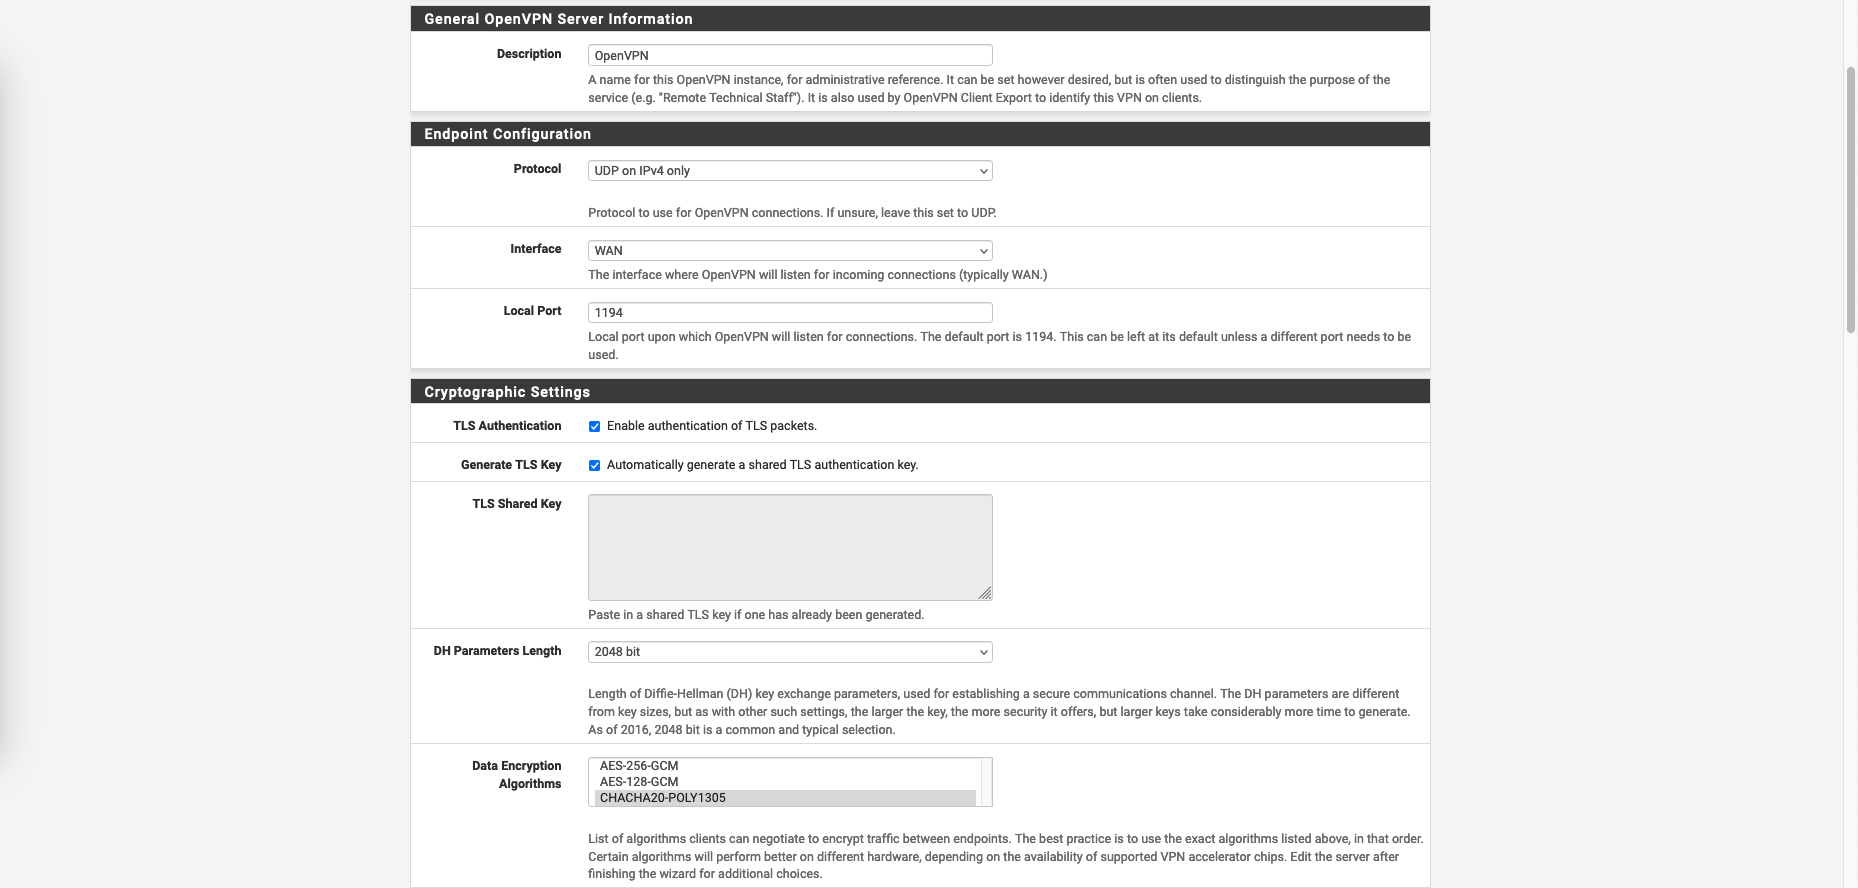 General OpenVPN Server Information
Description
OpenVPN
A name for this OpenVPN instance, for administrative reference. It can be set however desired, but is often used to distinguish the purpose of the
service (e.g. "Remote Technical Staff"). It is also used by OpenVPN Client Export to identify this VPN on clients.
Endpoint Configuration
Protocol
UDP on IPv4 only
Protocol to use for OpenVPN connections. If unsure, leave this set to UDP.
Interface
WAN
The interface where OpenVPN will listen for incoming connections (typically WAN.)
Local Port
1194
Local port upon which OpenVPN will listen for connections. The default port is 1194. This can be left at its default unless a different port needs to be
used.
Cryptographic Settings
TLS Authentication
Enable authentication of TLS packets.
Generate TLS Key
Automatically generate a shared TLS authentication key.
TLS Shared Key
Paste in a shared TLS key if one has already been generated.
DH Parameters Length
2048 bit
Length of Diffie-Hellman (DH) key exchange parameters, used for establishing a secure communications channel. The DH parameters are different
from key sizes, but as with other such settings, the larger the key, the more security it offers, but larger keys take considerably more time to generate.
As of 2016, 2048 bit is a common and typical selection.
Data Encryption
Algorithms
AES-256-GCM
AES-128-GCM
CHACHA20-POLY1305
List of algorithms clients can negotiate to encrypt traffic between endpoints. The best practice is to use the exact algorithms listed above, in that order.
Certain algorithms will perform better on different hardware, depending on the availability of supported VPN accelerator chips. Edit the server after
finishing the wizard for additional choices.